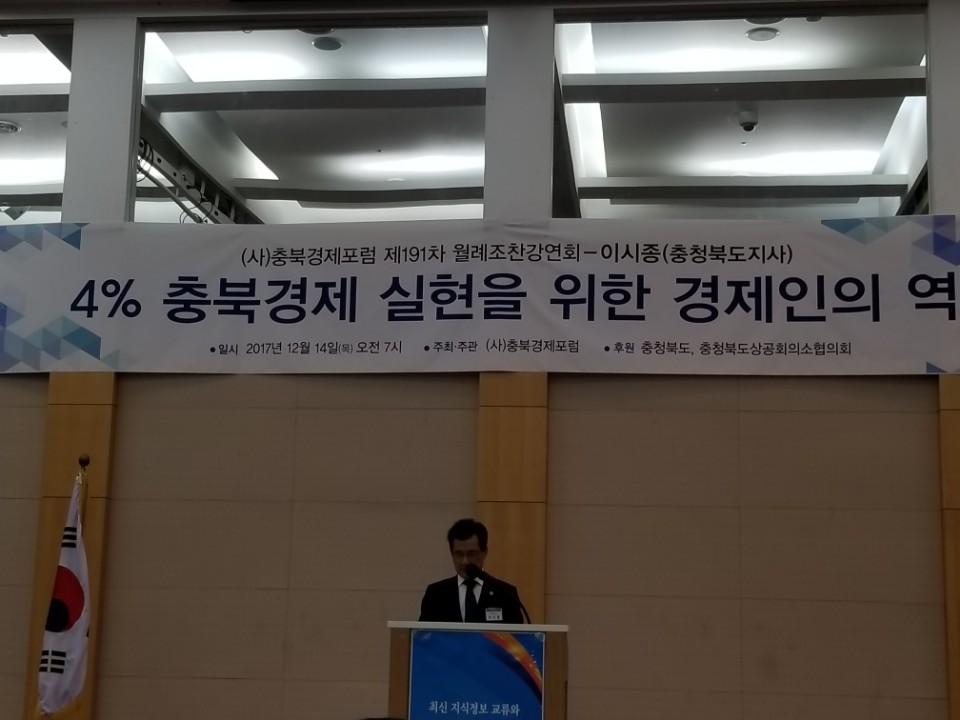 (사)충북경제포럼 제191차 월례조찬강연회-이시종(충청북도지사)
4% 충북경제 실현을 위한 경제인의 역
•일시 2017년 12월 14일(목) 오전 7시 •주최·주관 (사)충북경제포럼 •후원 충청북도, 충청북도상공회의소협의회
최신 지식정보 교류와